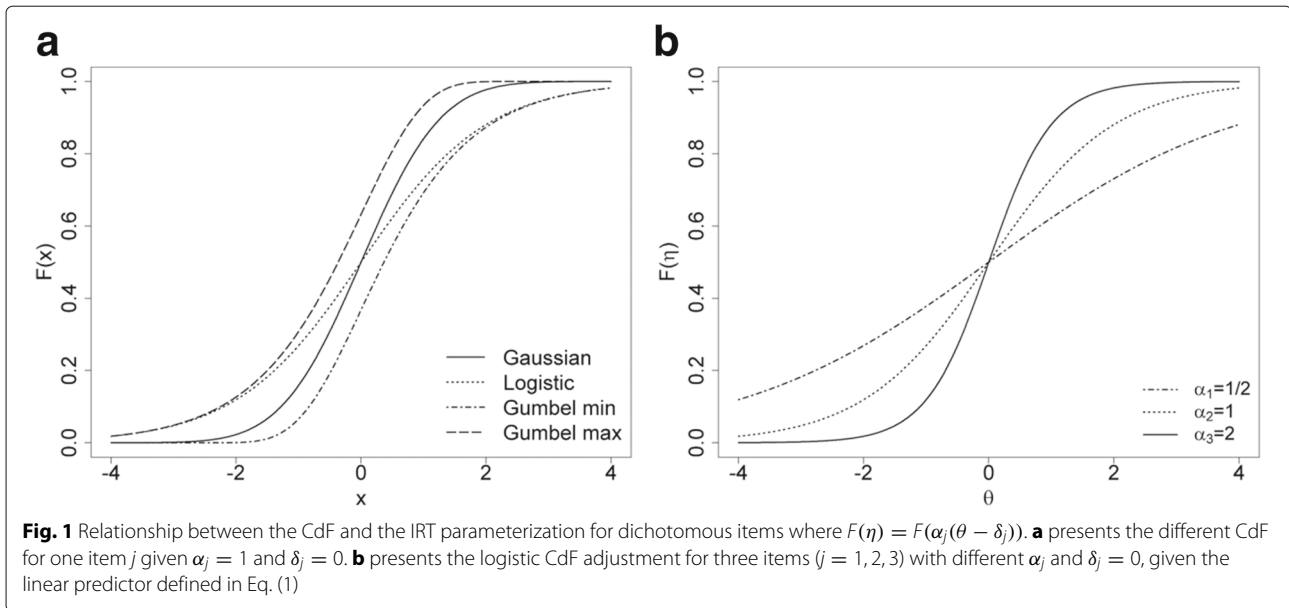 a
F(x)
1.0
0.8
0.6
0.4
0.2
0.0
-4
-2
0
2
4
x
Gaussian
Logistic
Gumbel min
Gumbel max
b
F(η)
1.0
0.8
0.6
0.4
0.2
0.0
-4
-2
0
2
4
θ
α₁=1/2
α₂=1
α₃=2
Fig. 1 Relationship between the CdF and the IRT parameterization for dichotomous items where F(η) = F(αⱼ(θ − δⱼ)). a presents the different CdF
for one item j given αⱼ = 1 and δⱼ = 0. b presents the logistic CdF adjustment for three items (j = 1, 2, 3) with different αⱼ and δⱼ = 0, given the
linear predictor defined in Eq. (1)